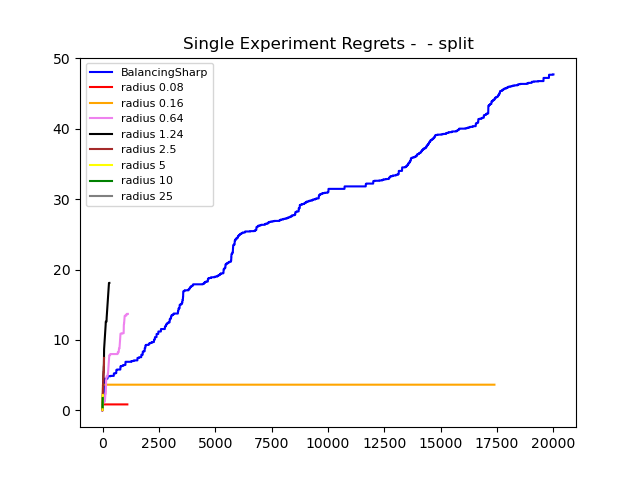 Single Experiment Regrets -  - split
50
40
30
20
10
0
BalancingSharp
radius 0.08
radius 0.16
radius 0.64
radius 1.24
radius 2.5
radius 5
radius 10
radius 25
0 2500 5000 7500 10000 12500 15000 17500 20000